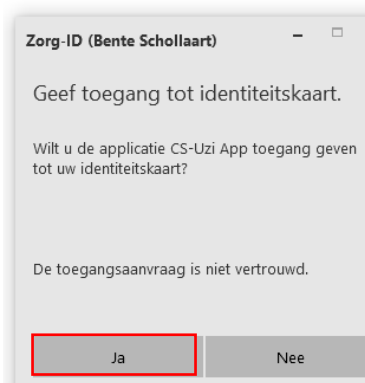 Zorg-ID (Bente Schollaart)
Geef toegang tot identiteitskaart.
Wilt u de applicatie CS-Uzi App toegang geven
tot uw identiteitskaart?
De toegangsaanvraag is niet vertrouwd.
Ja
Nee